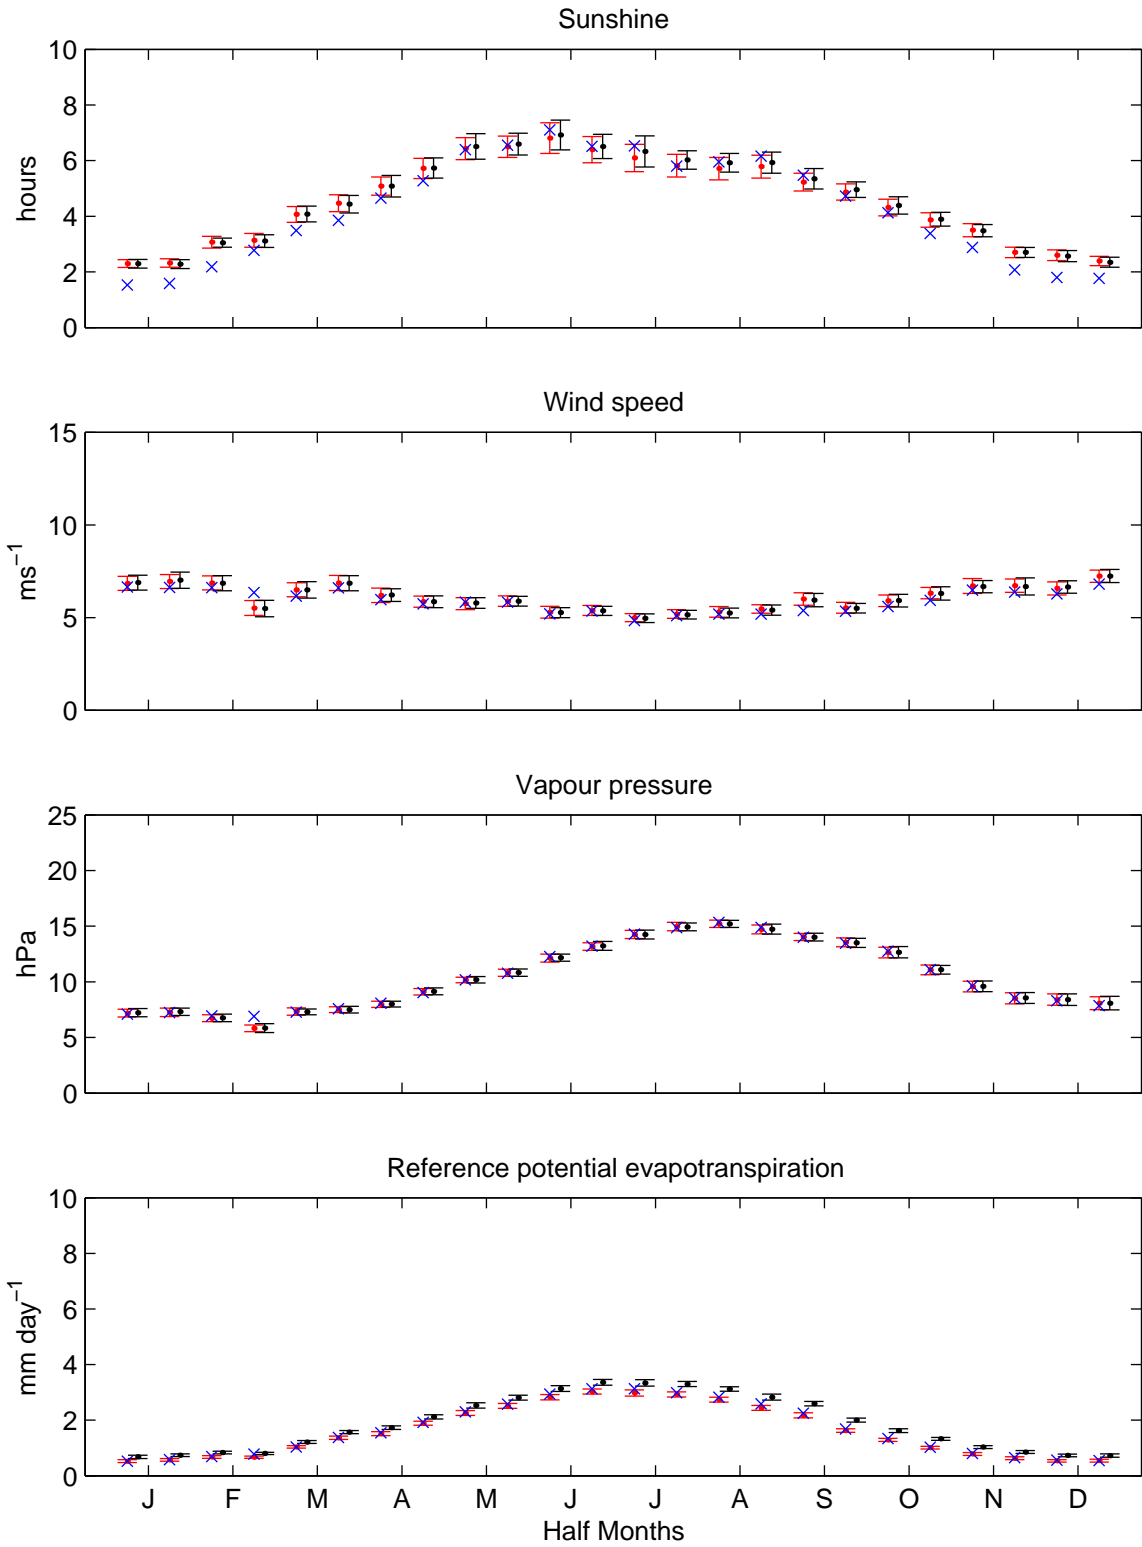 Sunshine
10
8
6
4
2
0
hours
Wind speed
15
10
5
0
ms−1
Vapour pressure
25
20
15
10
5
0
hPa
Reference potential evapotranspiration
10
8
6
4
2
0
mm day−1
J F M A M J J A S O N D
Half Months